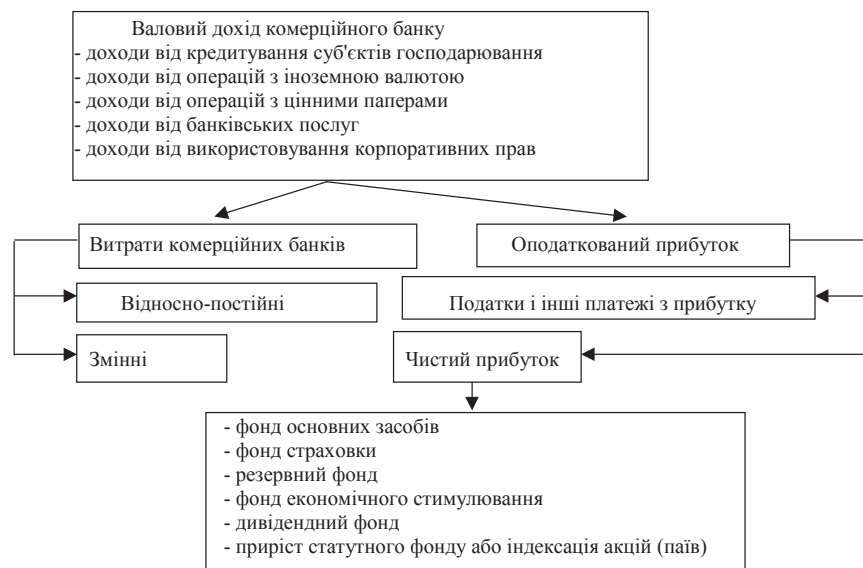 Валовий дохід комерційного банку
- доходи від кредитування суб'єктів господарювання
- доходи від операцій з іноземною валютою
- доходи від операцій з цінними паперами
- доходи від банківських послуг
- доходи від використовування корпоративних прав
Витрати комерційних банків
Оподаткований прибуток
Відносно-постійні
Податки і інші платежі з прибутку
Змінні
Чистий прибуток
- фонд основних засобів
- фонд страховки
- резервний фонд
- фонд економічного стимулювання
- дивідендний фонд
- приріст статутного фонду або індексація акцій (паїв)